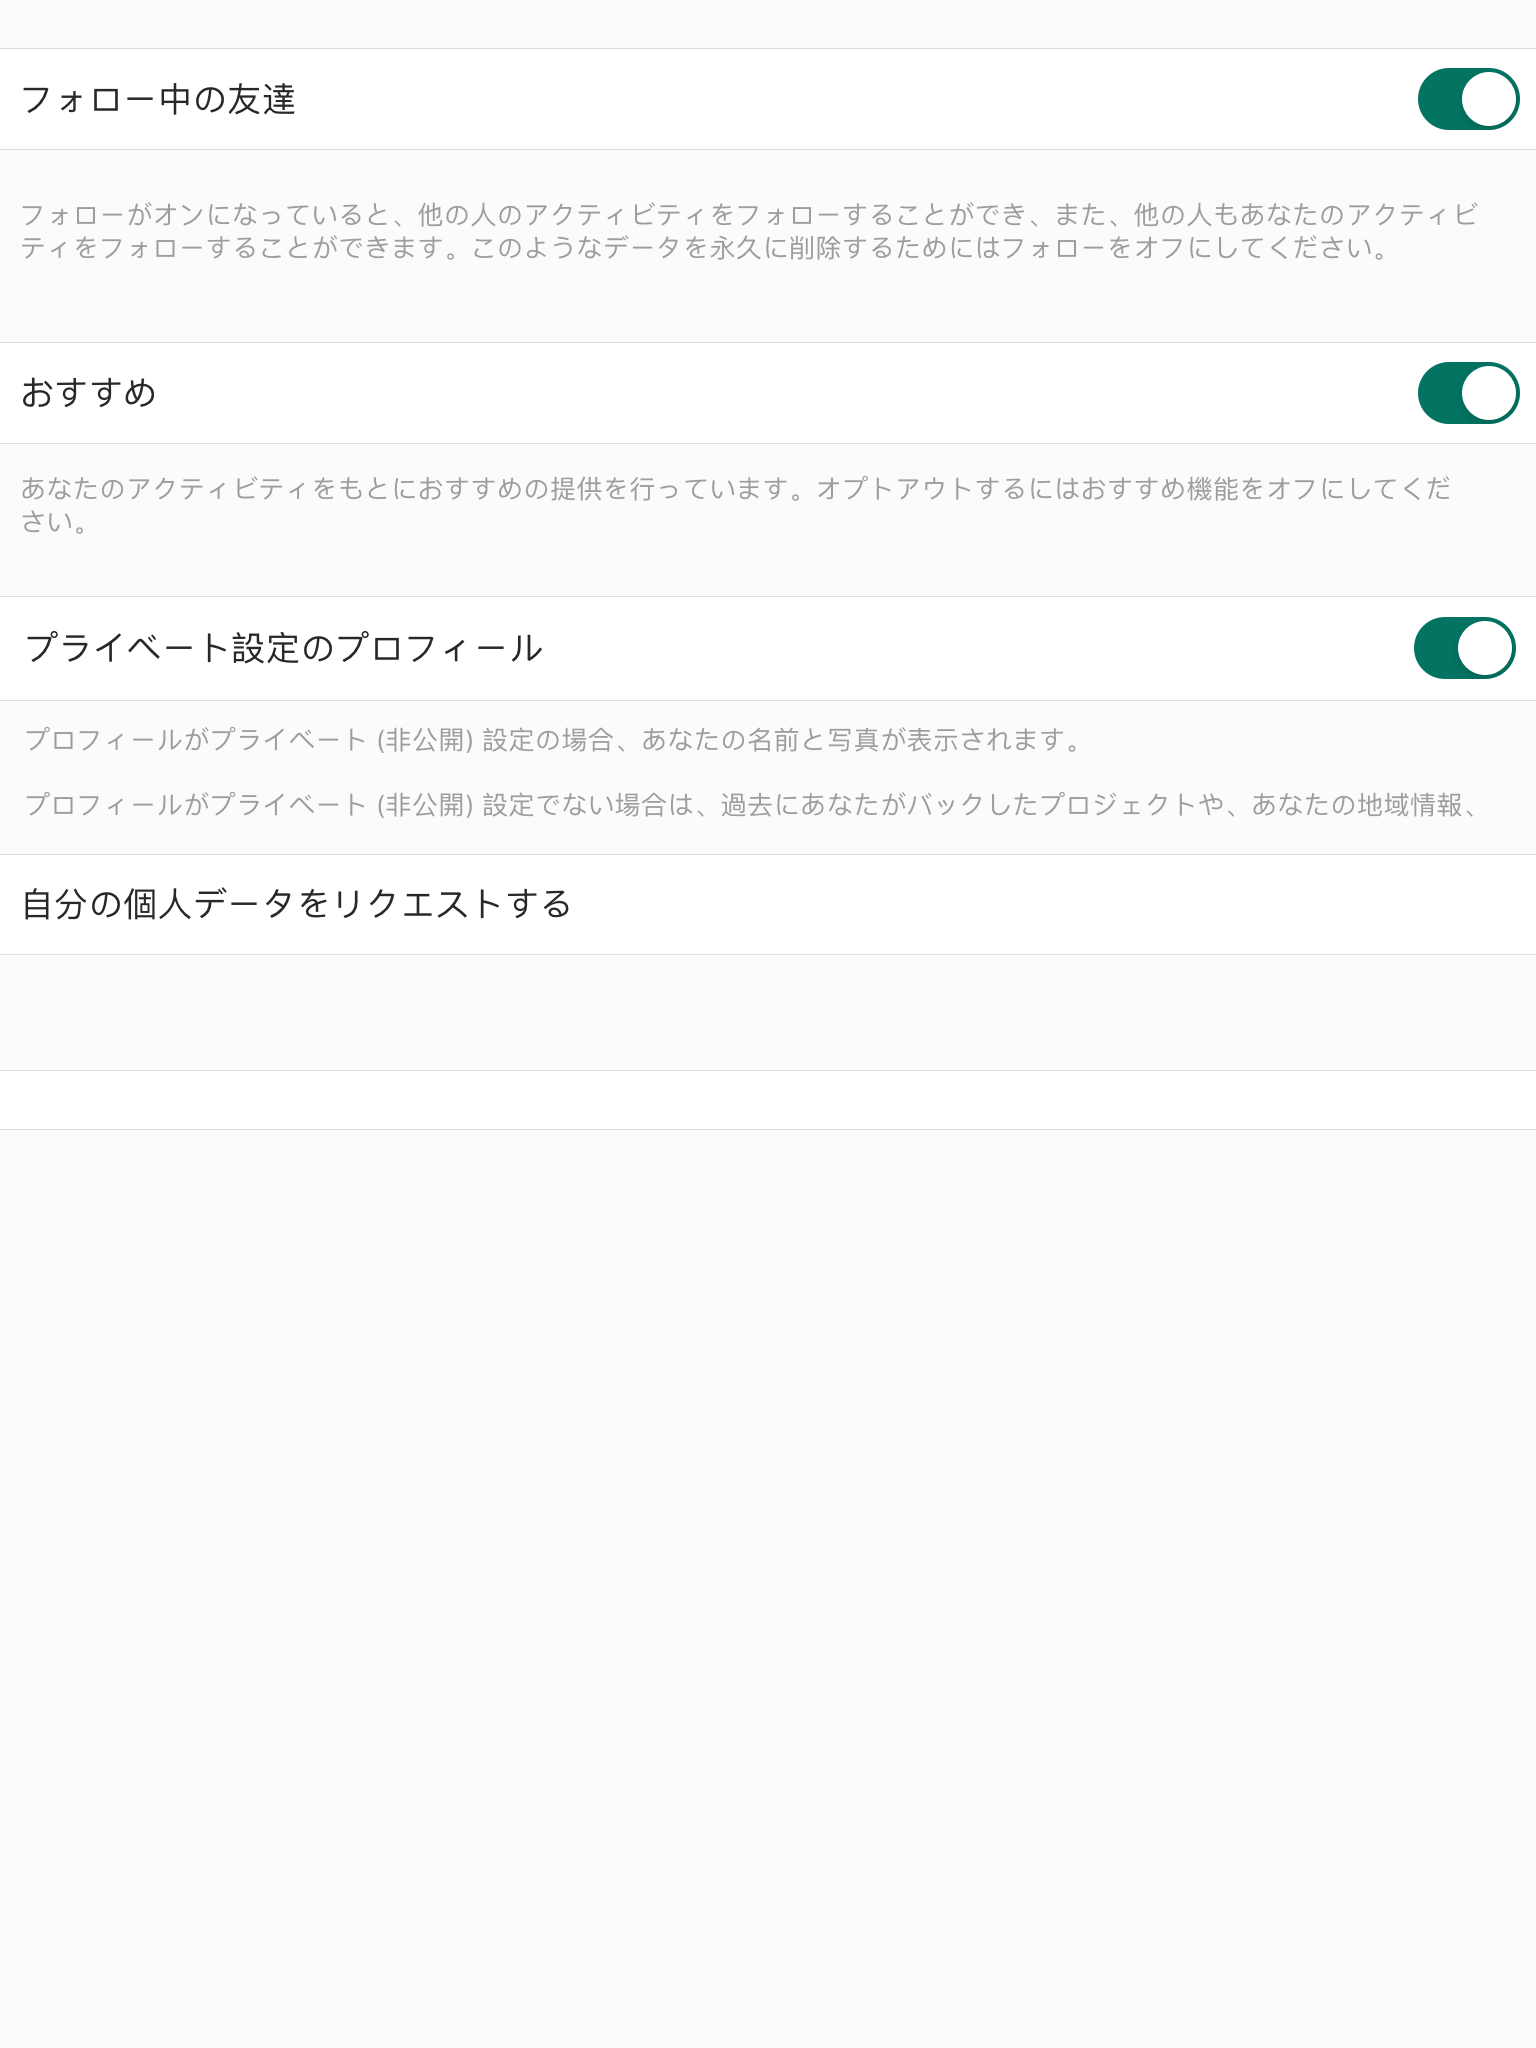 フォロー中の友達
フォローがオンになっていると、他の人のアクティビティをフォローすることができ、また、他の人もあなたのアクティビ
ティをフォローすることができます。このようなデータを永久に削除するためにはフォローをオフにしてください。
おすすめ
あなたのアクティビティをもとにおすすめの提供を行っています。オプトアウトするにはおすすめ機能をオフにしてくだ
さい。
プライベート設定のプロフィール
プロフィールがプライベート (非公開) 設定の場合、あなたの名前と写真が表示されます。
プロフィールがプライベート (非公開) 設定でない場合は、過去にあなたがバックしたプロジェクトや、あなたの地域情報、
自分の個人データをリクエストする